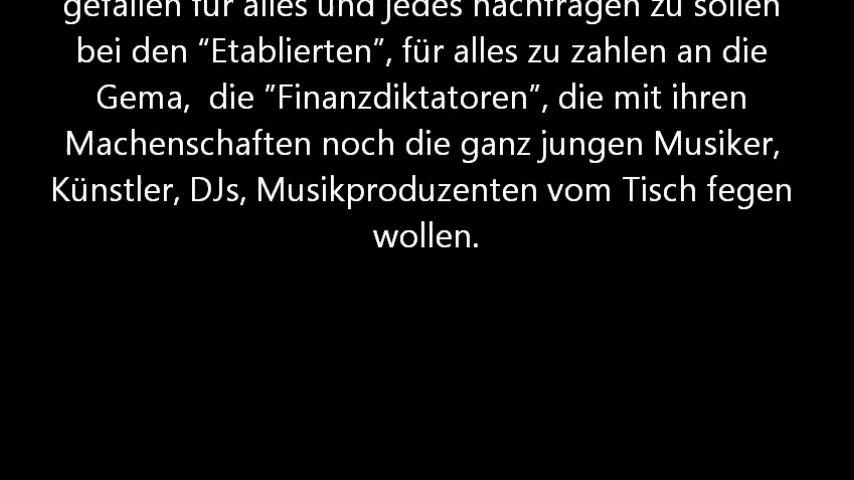 gefallen für alles und jedes nachfragen zu sollen
bei den “Etablierten”, für alles zu zahlen an die
Gema,  die ”Finanzdiktatoren”, die mit ihren
Machenschaften noch die ganz jungen Musiker,
Künstler, DJs, Musikproduzenten vom Tisch fegen
wollen.